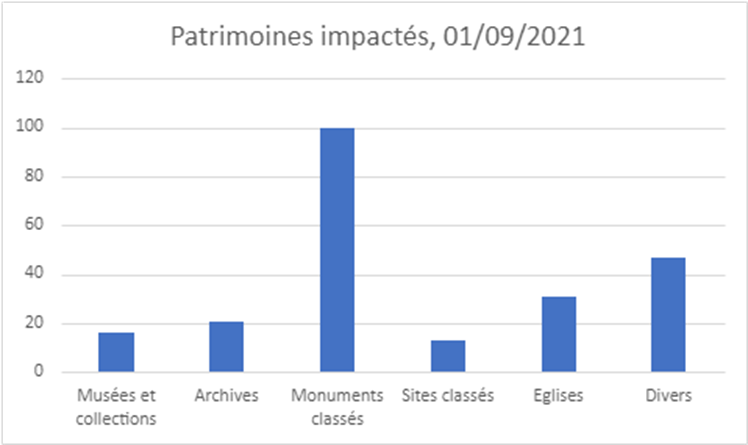 Patrimoines impactés, 01/09/2021
120
100
80
60
40
20
0
Musées et
collections
Archives
Monuments
classés
Sites classés
Eglises
Divers